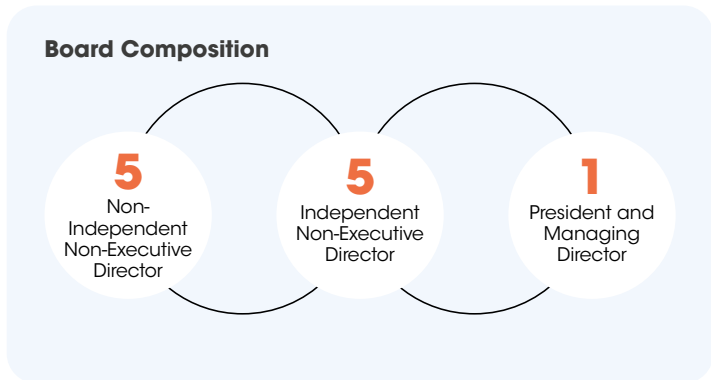 Board Composition
5
Non-
Independent
Non-Executive
Director
5
Independent
Non-Executive
Director
1
President and
Managing
Director